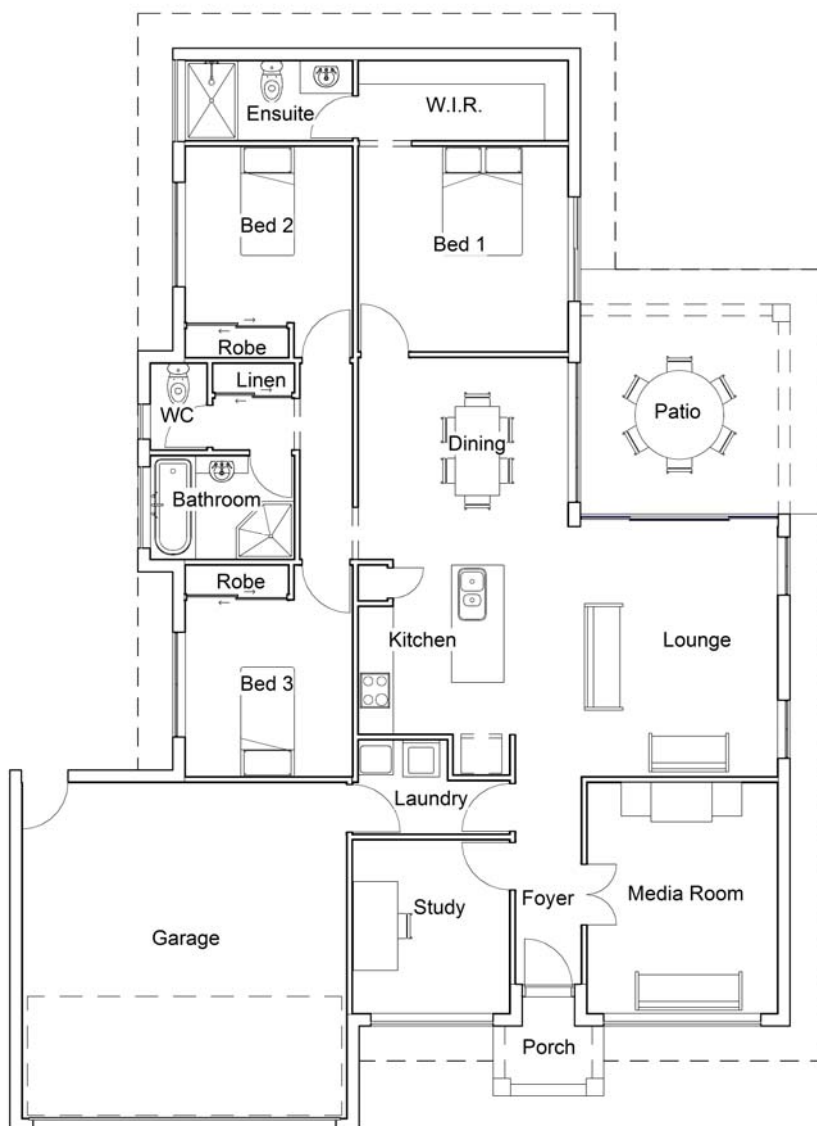 Ensuite
W.I.R.
Bed 2
Bed 1
Robe
Linen
WC
Dining
Patio
Bathroom
Robe
Kitchen
Lounge
Bed 3
Laundry
Study
Foyer
Media Room
Garage
Porch